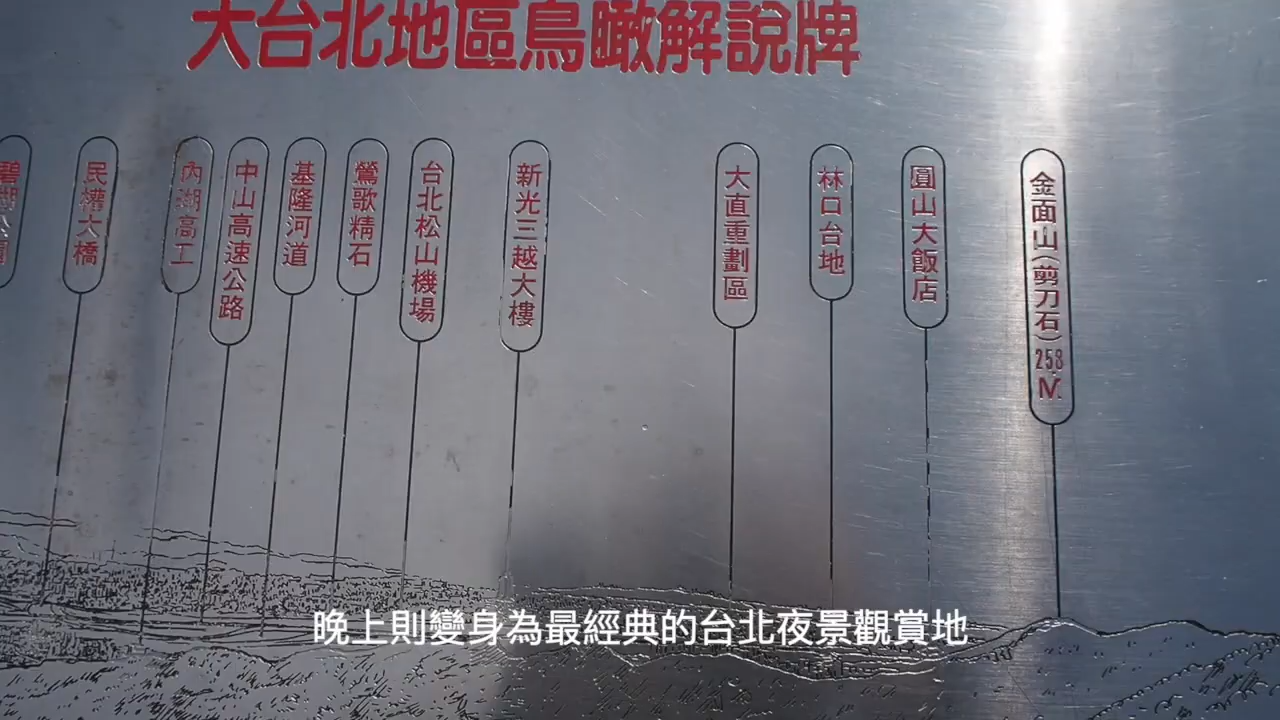 大台北地區鳥瞰解說牌
碧湖公園
民權大橋
內湖高工
中山高速公路
基隆河道
鶯歌精石
台北松山機場
新光三越大樓
大直重劃區
林口台地
圓山大飯店
金面山(剪刀石)258M.
晚上則變身為最經典的台北夜景觀賞地